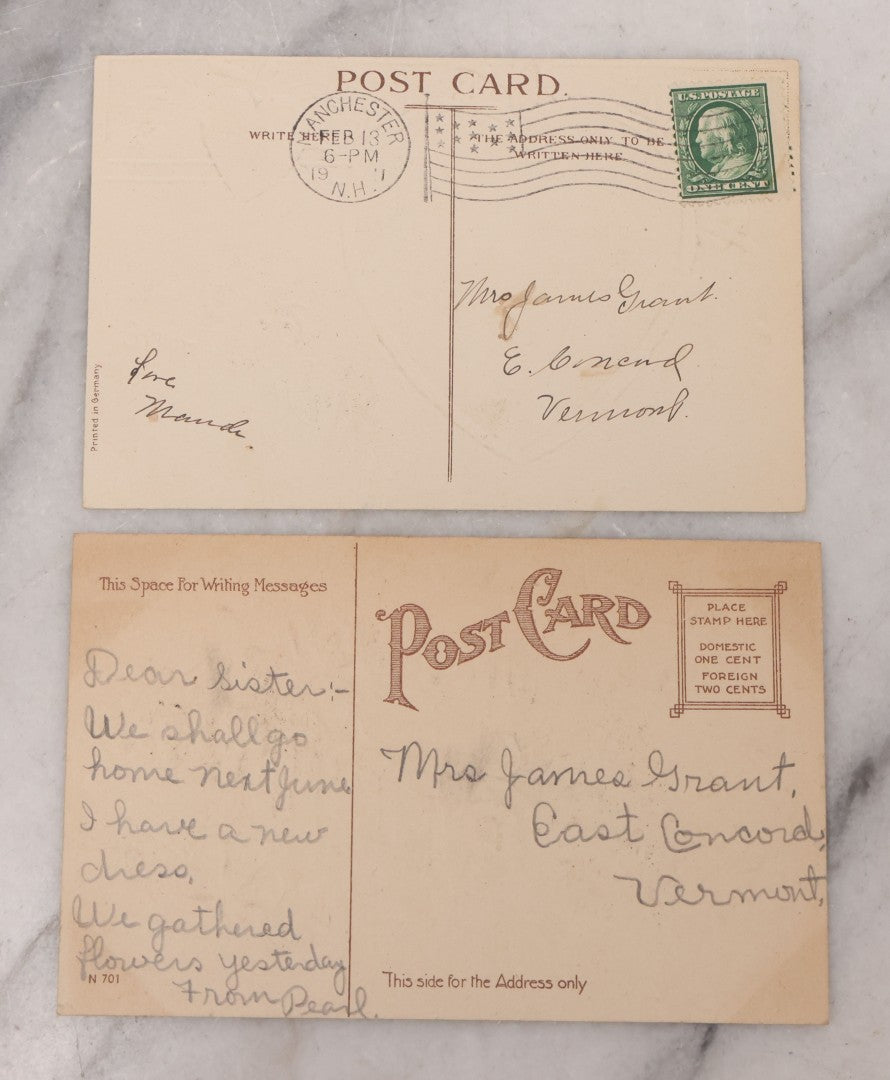 POST CARD.
MANCHESTER
FEB 13
6-PM
19 1
N.H.
WRITE HERE
THE ADDRESS ONLY TO BE
WRITTEN HERE.
U.S. POSTAGE
ONE CENT
Mrs James Grant.
E. Concord
Vermont.
Love
Maude.
Printed in Germany
This Space for Writing Messages
POST CARD
PLACE
STAMP HERE
DOMESTIC
ONE CENT
FOREIGN
TWO CENTS
Dear Sister:-
We shall go
home next June
I have a new
dress.
We gathered
flowers yesterday
From Pearl.
Mrs James Grant,
East Concord,
Vermont,
N 701
This side for the Address only